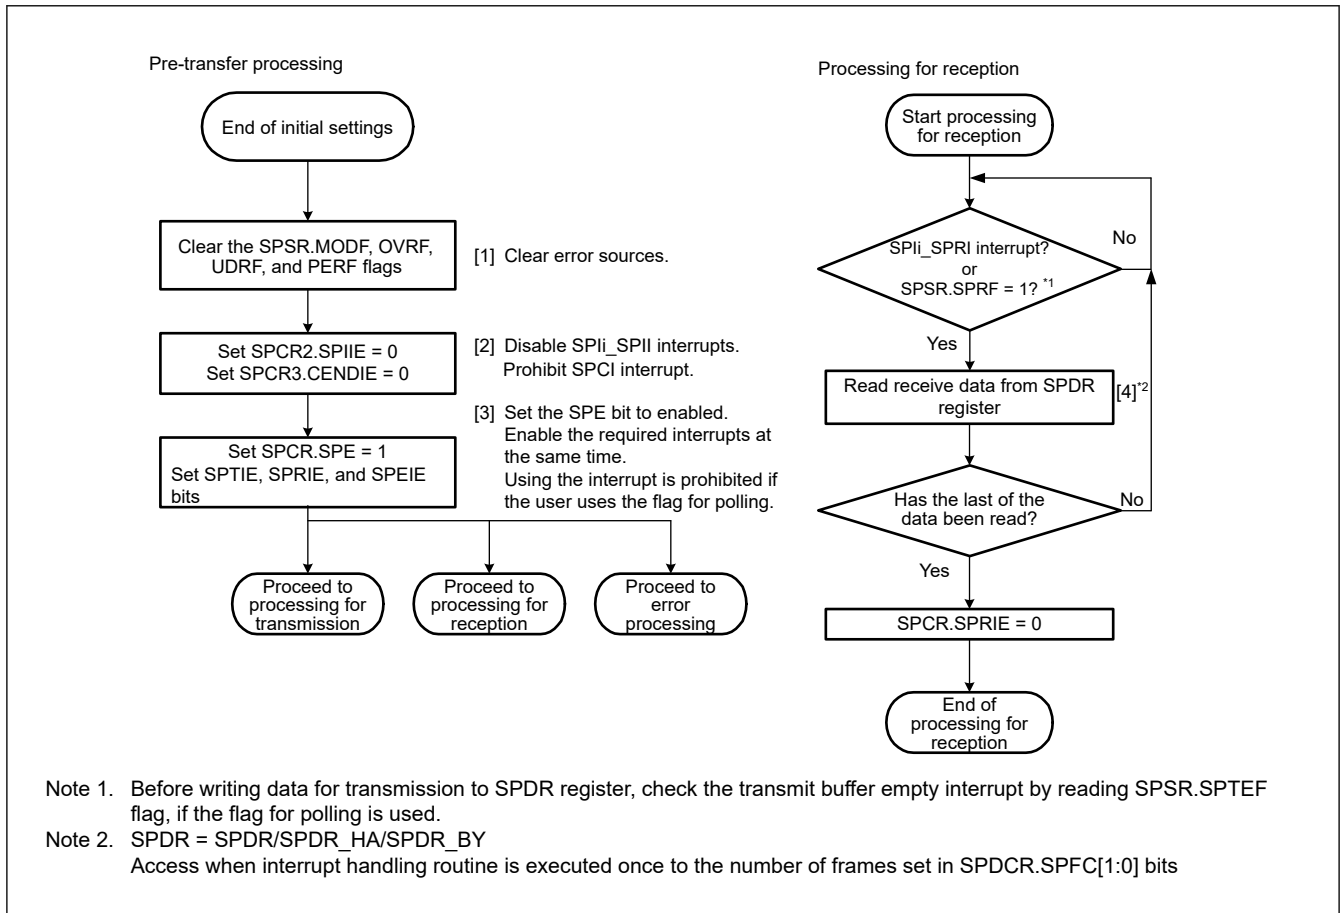 Pre-transfer processing
End of initial settings
Clear the SPSR.MODF, OVRF,
UDRF, and PERF flags
[1] Clear error sources.
Set SPCR2.SPIIE = 0
Set SPCR3.CENDIE = 0
[2] Disable SPIi_SPII interrupts.
Prohibit SPCI interrupt.
Set SPCR.SPE = 1
Set SPTIE, SPRIE, and SPEIE
bits
[3] Set the SPE bit to enabled.
Enable the required interrupts at
the same time.
Using the interrupt is prohibited if
the user uses the flag for polling.
Proceed to
processing for
transmission
Proceed to
processing for
reception
Proceed to
error
processing
Processing for reception
Start processing
for reception
SPIi_SPRI interrupt?
or
SPSR.SPRF = 1? *1
No
Yes
Read receive data from SPDR
register
[4]*2
Has the last of the
data been read?
No
Yes
SPCR.SPRIE = 0
End of
processing for
reception
Note 1. Before writing data for transmission to SPDR register, check the transmit buffer empty interrupt by reading SPSR.SPTEF
flag, if the flag for polling is used.
Note 2. SPDR = SPDR/SPDR_HA/SPDR_BY
Access when interrupt handling routine is executed once to the number of frames set in SPDCR.SPFC[1:0] bits